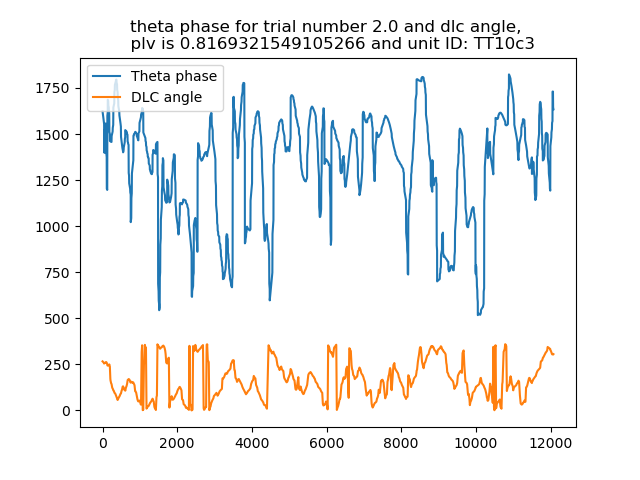 theta phase for trial number 2.0 and dlc angle,
plv is 0.8169321549105266 and unit ID: TT10c3
Theta phase
DLC angle
1750
1500
1250
1000
750
500
250
0
0 2000 4000 6000 8000 10000 12000